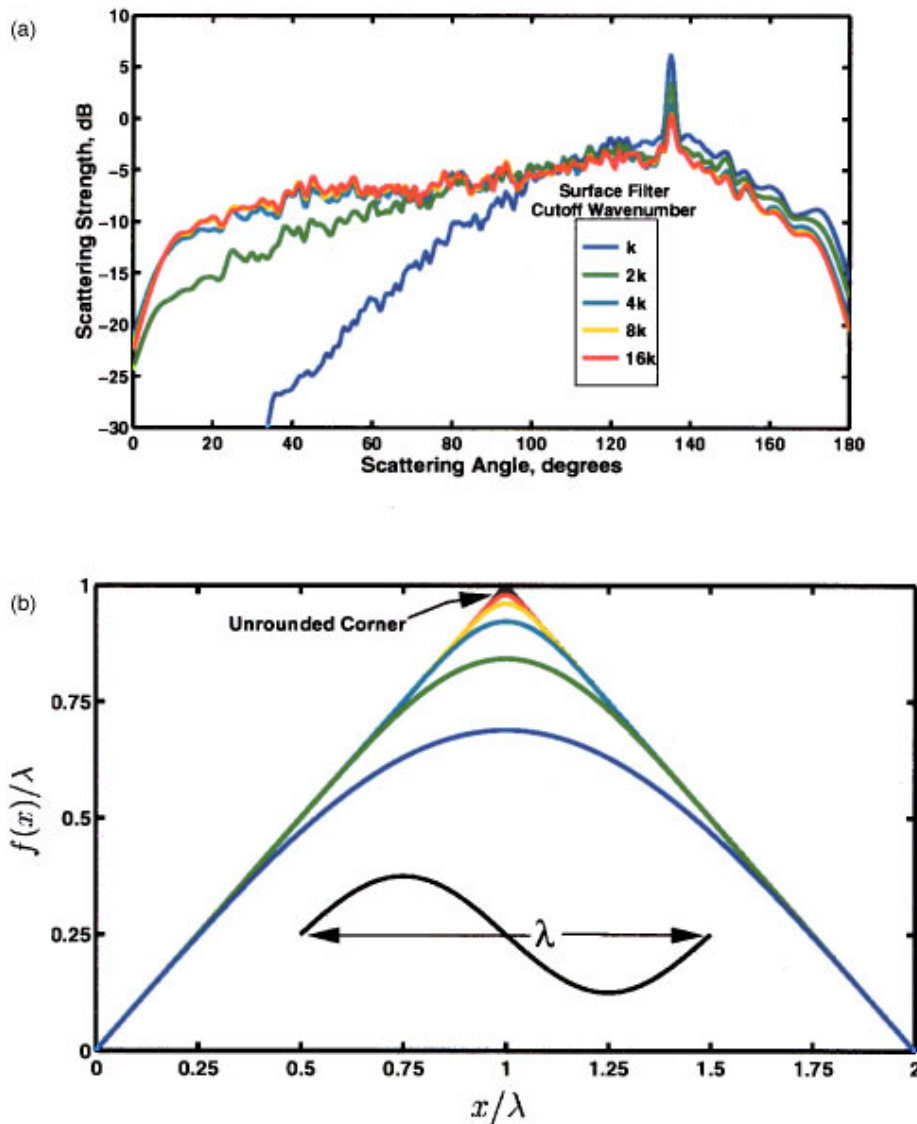 (a)
10
5
0
−5
−10
−15
−20
−25
−30
Scattering Strength, dB
Surface Filter
Cutoff Wavenumber
k
2k
4k
8k
16k
0 20 40 60 80 100 120 140 160 180
Scattering Angle, degrees
(b)
1
0.75
0.5
0.25
0
f(x)/λ
Unrounded Corner
λ
0 0.25 0.5 0.75 1 1.25 1.5 1.75 2
x/λ